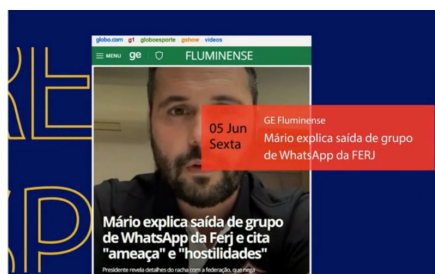 globo.com g1 globoesporte gshow vídeos
MENU ge FLUMINENSE
05 Jun
Sexta
GE Fluminense
Mário explica saída de grupo
de WhatsApp da FERJ
Mário explica saída de grupo
de WhatsApp da Ferj e cita
"ameaça" e "hostilidades"
Presidente revela detalhes do racha com a federação, que nega